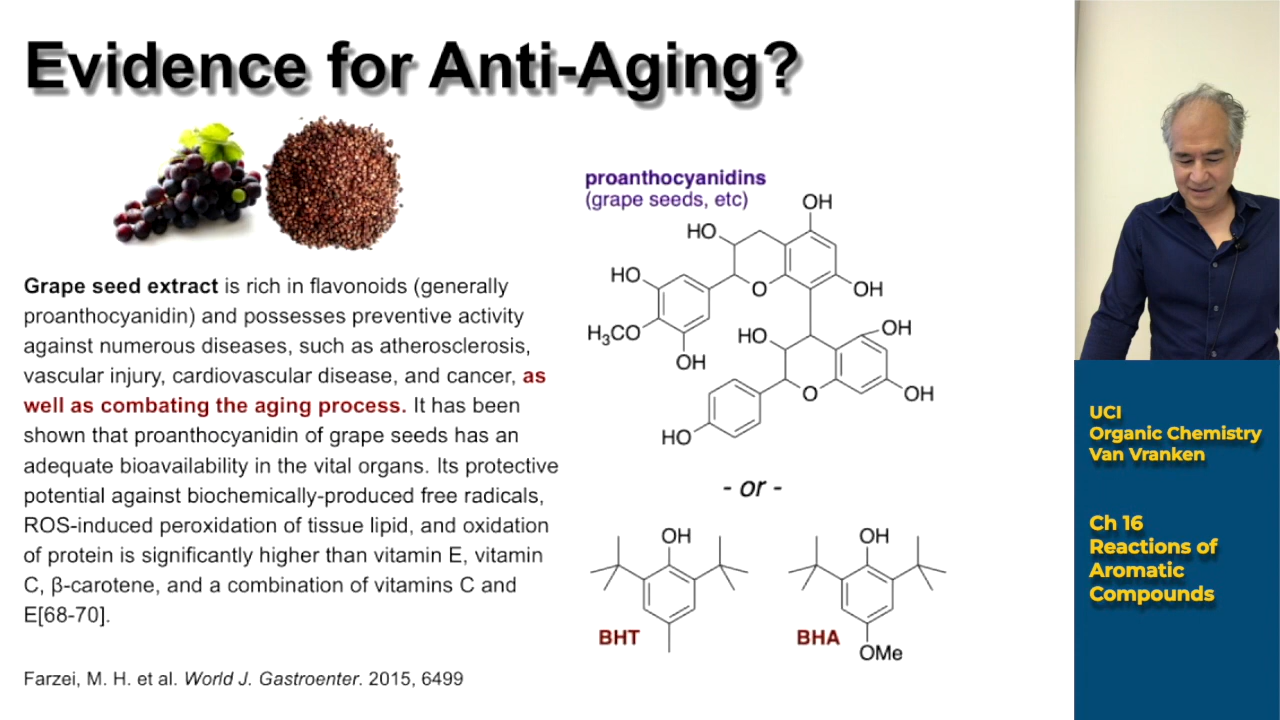 Evidence for Anti-Aging?
Grape seed extract is rich in flavonoids (generally
proanthocyanidin) and possesses preventive activity
against numerous diseases, such as atherosclerosis,
vascular injury, cardiovascular disease, and cancer, as
well as combating the aging process. It has been
shown that proanthocyanidin of grape seeds has an
adequate bioavailability in the vital organs. Its protective
potential against biochemically-produced free radicals,
ROS-induced peroxidation of tissue lipid, and oxidation
of protein is significantly higher than vitamin E, vitamin
C, β-carotene, and a combination of vitamins C and
E[68-70].
Farzei, M. H. et al. World J. Gastroenter. 2015, 6499
proanthocyanidins
(grape seeds, etc)
OH
HO
HO
O
OH
H₃CO
HO
OH
OH
O
OH
HO
- or -
OH
OH
BHT
BHA
OMe
UCI
Organic Chemistry
Van Vranken
Ch 16
Reactions of
Aromatic
Compounds